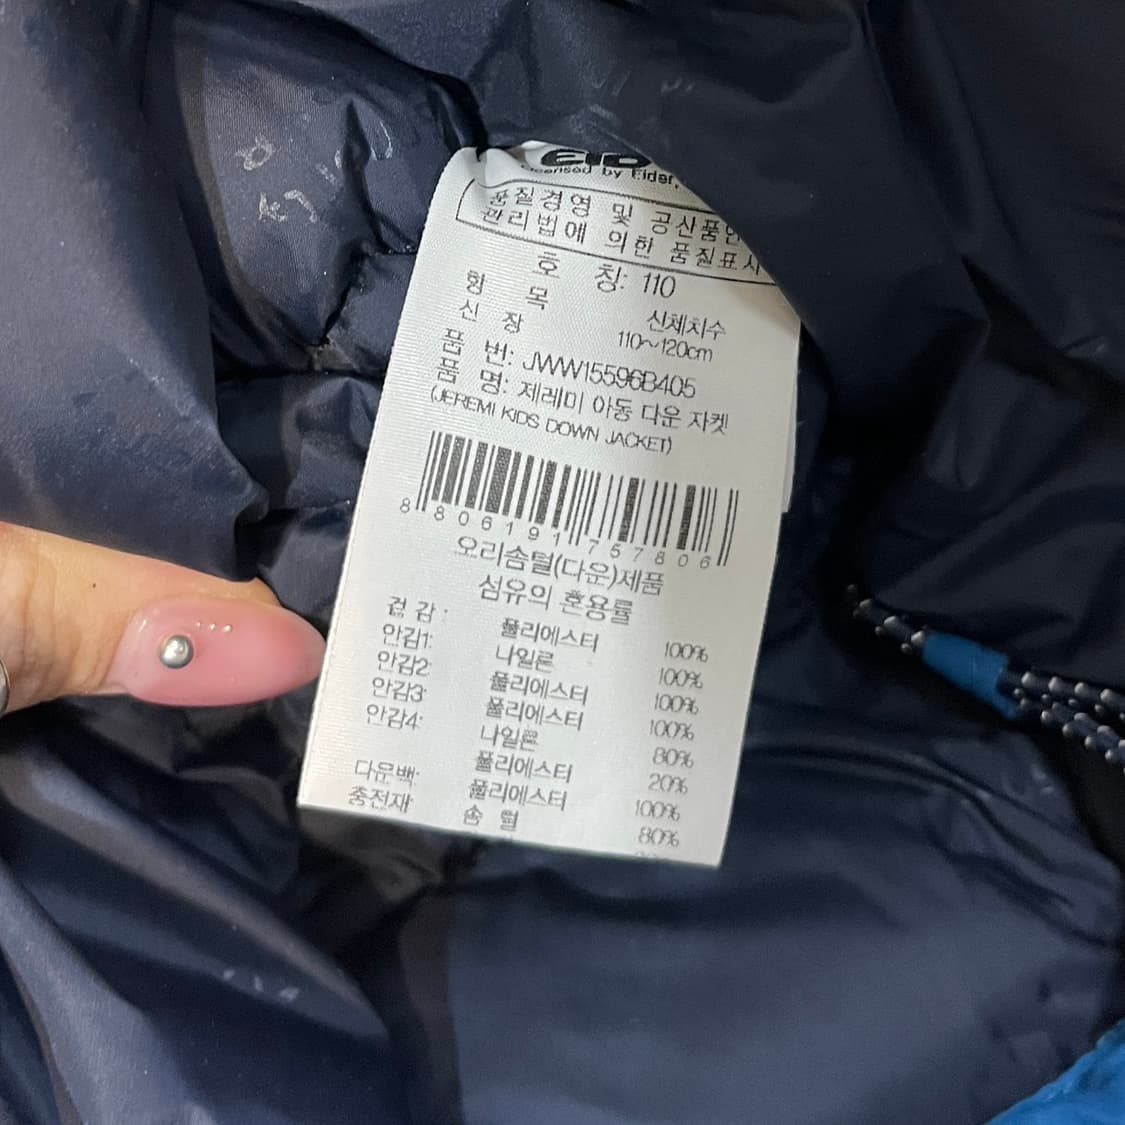 Licensed by Eider,
품질경영 및 공산품안
관리법에 의한 품질표시
호 칭: 110
항 목 신체치수
신 장 110~120cm
품 번: JWW15596B405
품 명: 제레미 아동 다운 자켓
(JEREMI KIDS DOWN JACKET)
8 806191 757806
오리솜털(다운)제품
섬유의 혼용률
겉감: 폴리에스터 100%
안감1: 나일론 100%
안감2: 폴리에스터 100%
안감3: 폴리에스터 100%
안감4: 나일론 80%
폴리에스터 20%
다운백: 폴리에스터 100%
충전재: 솜 털 80%